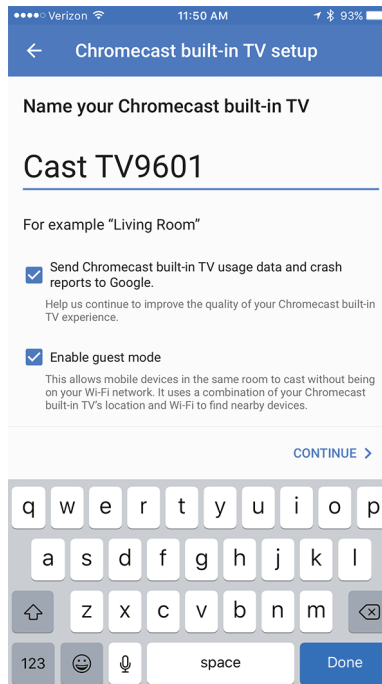 Verizon 11:50 AM 93%
Chromecast built-in TV setup
Name your Chromecast built-in TV
Cast TV9601
For example “Living Room”
Send Chromecast built-in TV usage data and crash
reports to Google.
Help us continue to improve the quality of your Chromecast built-in
TV experience.
Enable guest mode
This allows mobile devices in the same room to cast without being
on your Wi-Fi network. It uses a combination of your Chromecast
built-in TV’s location and Wi-Fi to find nearby devices.
CONTINUE
q w e r t y u i o p
a s d f g h j k l
z x c v b n m
123 space Done